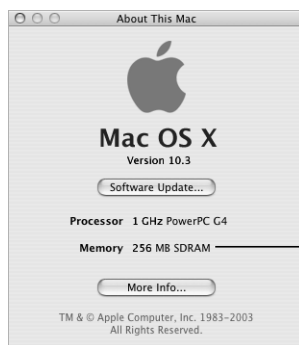 About This Mac
Mac OS X
Version 10.3
Software Update...
Processor 1 GHz PowerPC G4
Memory 256 MB SDRAM
More Info...
TM & © Apple Computer, Inc. 1983-2003
All Rights Reserved.